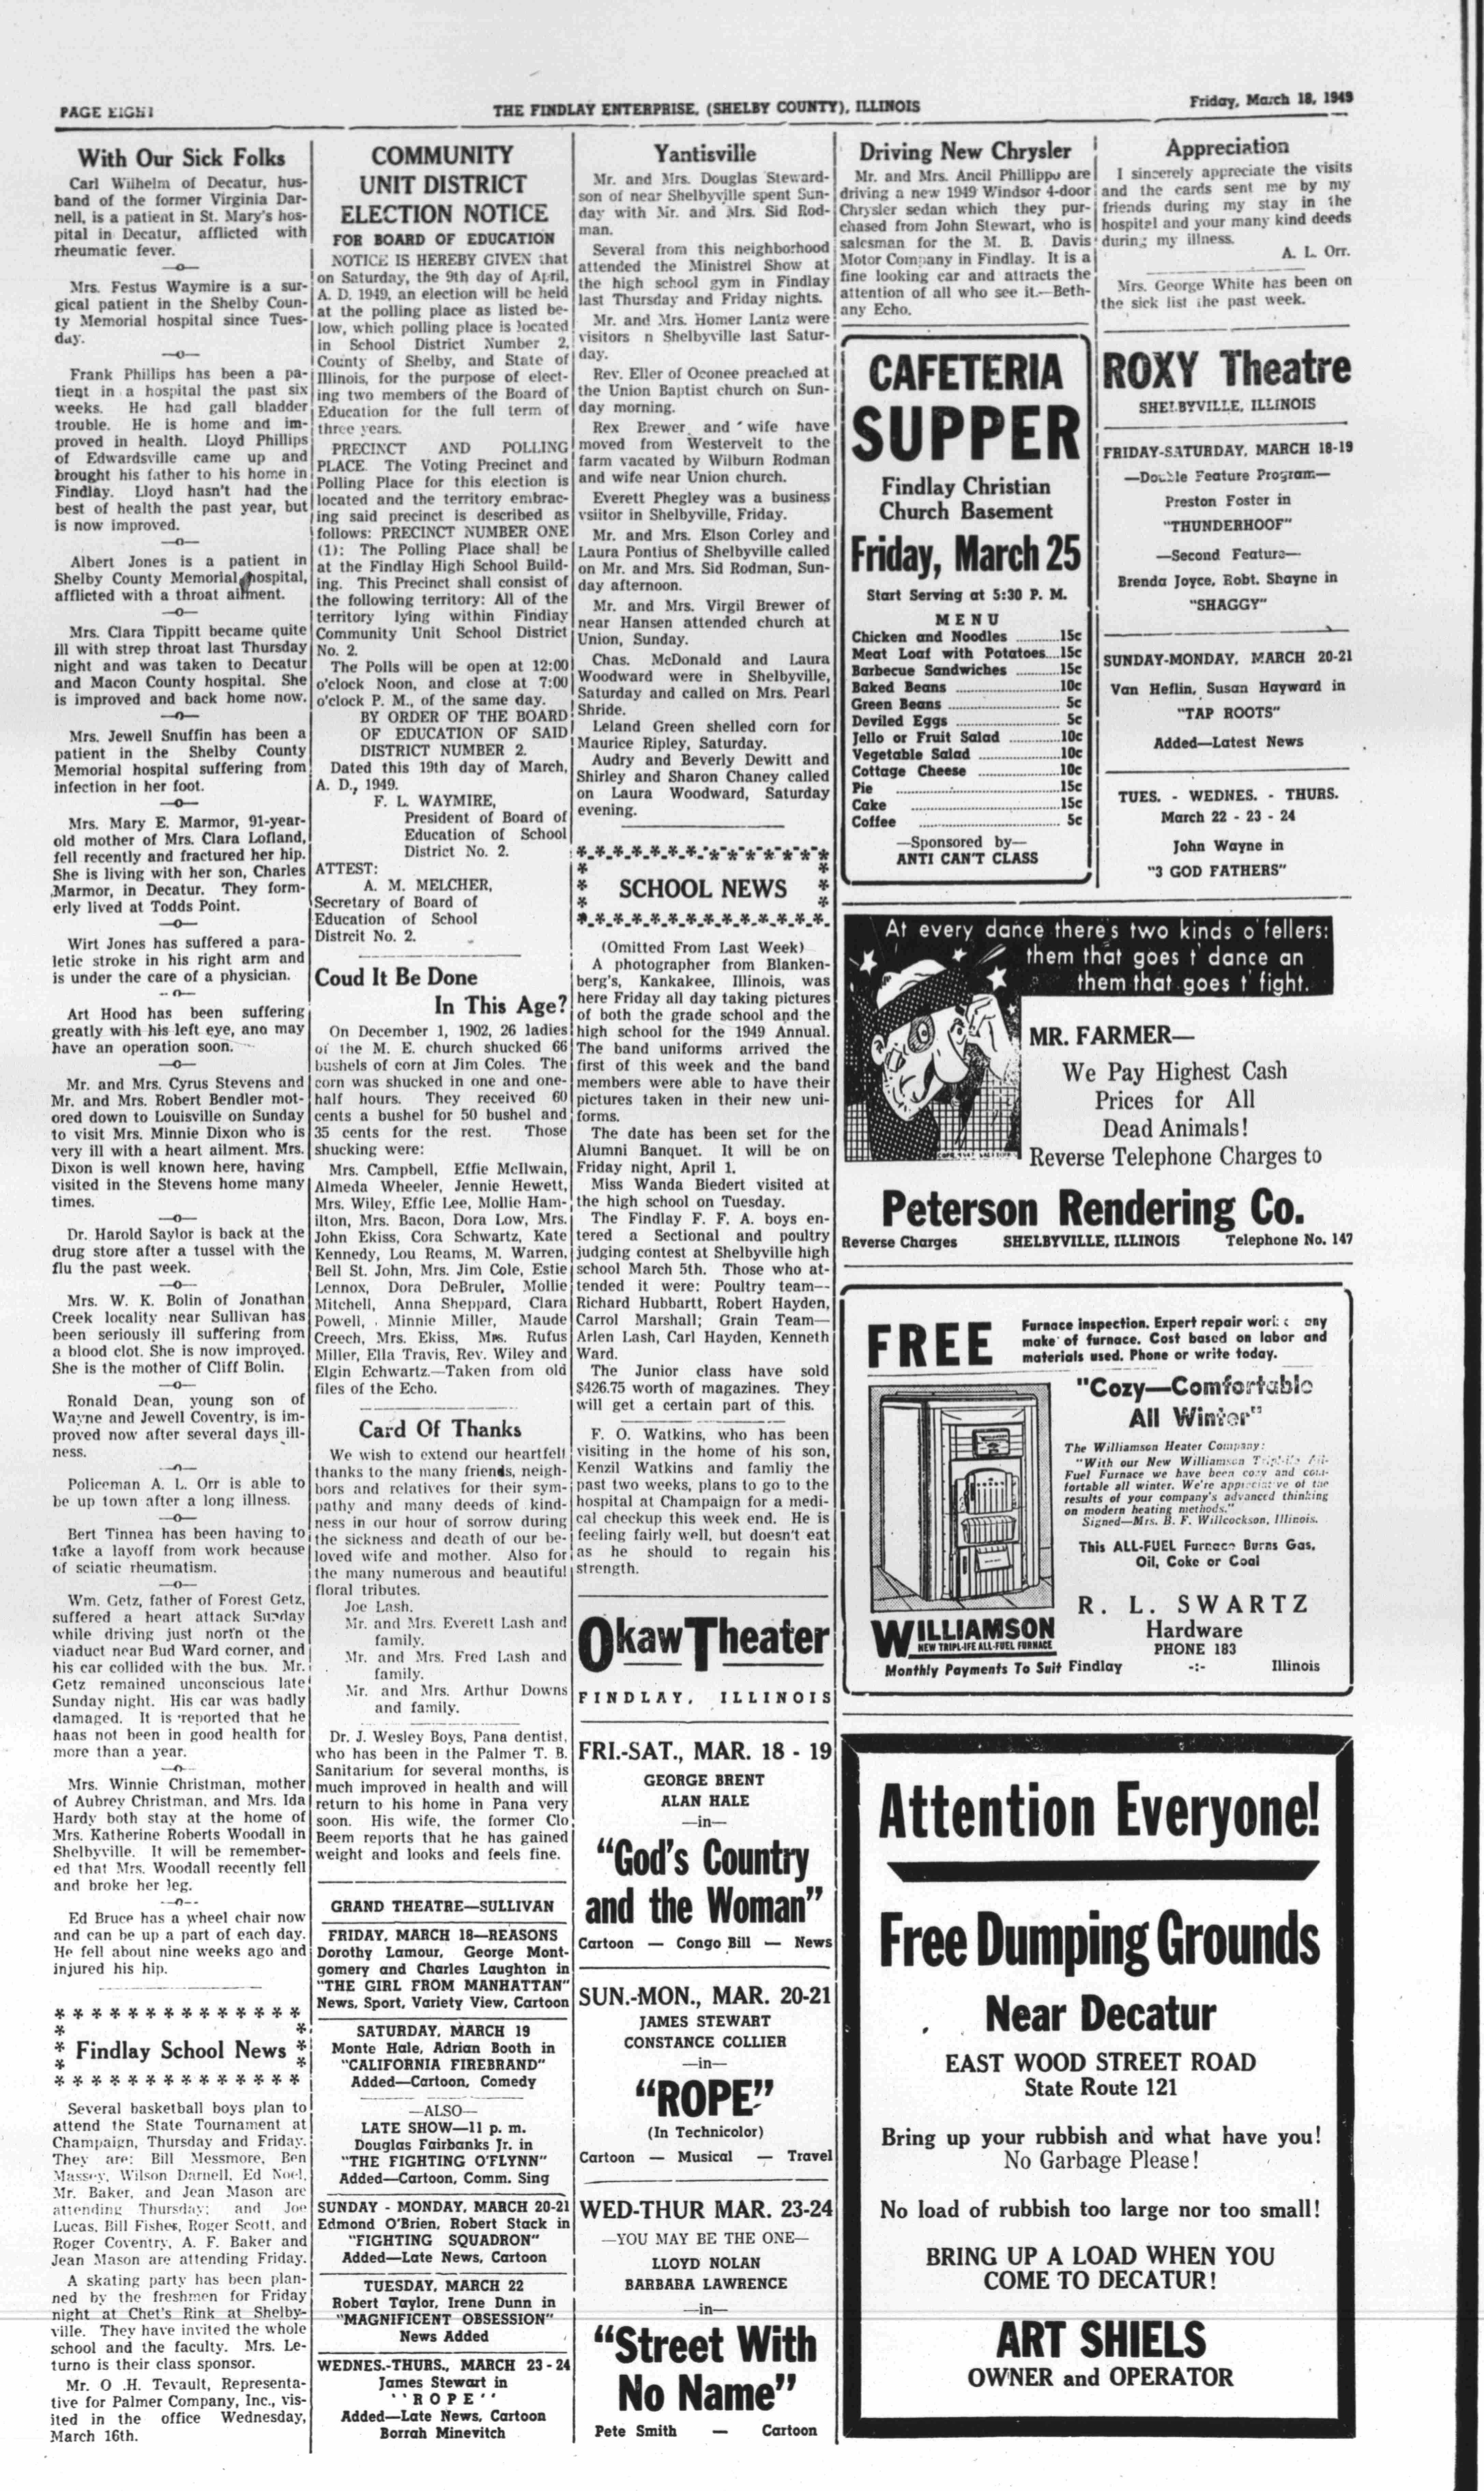 PAGE EIGHT
THE FINDLAY ENTERPRISE, (SHELBY COUNTY), ILLINOIS
Friday, March 18, 1949
With Our Sick Folks
Carl Wilhelm of Decatur, hus-
band of the former Virginia Dar-
nell, is a patient in St. Mary's hos-
pital in Decatur, afflicted with
rheumatic fever.
—o—
Mrs. Festus Waymire is a sur-
gical patient in the Shelby Coun-
ty Memorial hospital since Tues-
day.
—o—
Frank Phillips has been a pa-
tient in a hospital the past six
weeks. He had gall bladder
trouble. He is home and im-
proved in health. Lloyd Phillips
of Edwardsville came up and
brought his father to his home in
Findlay. Lloyd hasn't had the
best of health the past year, but
is now improved.
—o—
Albert Jones is a patient in
Shelby County Memorial hospital,
afflicted with a throat ailment.
—o—
Mrs. Clara Tippitt became quite
ill with strep throat last Thursday
night and was taken to Decatur
and Macon County hospital. She
is improved and back home now.
—o—
Mrs. Jewell Snuffin has been a
patient in the Shelby County
Memorial hospital suffering from
infection in her foot.
—o—
Mrs. Mary E. Marmor, 91-year-
old mother of Mrs. Clara Lofland,
fell recently and fractured her hip.
She is living with her son, Charles
Marmor, in Decatur. They form-
erly lived at Todds Point.
—o—
Wirt Jones has suffered a para-
letic stroke in his right arm and
is under the care of a physician.
—o—
Art Hood has been suffering
greatly with his left eye, and may
have an operation soon.
—o—
Mr. and Mrs. Cyrus Stevens and
Mr. and Mrs. Robert Bendler mot-
ored down to Louisville on Sunday
to visit Mrs. Minnie Dixon who is
very ill with a heart ailment. Mrs.
Dixon is well known here, having
visited in the Stevens home many
times.
—o—
Dr. Harold Saylor is back at the
drug store after a tussel with the
flu the past week.
—o—
Mrs. W. K. Bolin of Jonathan
Creek locality near Sullivan has
been seriously ill suffering from
a blood clot. She is now improved.
She is the mother of Cliff Bolin.
—o—
Ronald Dean, young son of
Wayne and Jewell Coventry, is im-
proved now after several days ill-
ness.
—o—
Policeman A. L. Orr is able to
be up town after a long illness.
—o—
Bert Tinnea has been having to
take a layoff from work because
of sciatic rheumatism.
—o—
Wm. Getz, father of Forest Getz,
suffered a heart attack Sunday
while driving just north of the
viaduct near Bud Ward corner, and
his car collided with the bus. Mr.
Getz remained unconscious late
Sunday night. His car was badly
damaged. It is reported that he
haas not been in good health for
more than a year.
—o—
Mrs. Winnie Christman, mother
of Aubrey Christman, and Mrs. Ida
Hardy both stay at the home of
Mrs. Katherine Roberts Woodall in
Shelbyville. It will be remember-
ed that Mrs. Woodall recently fell
and broke her leg.
—o—
Ed Bruce has a wheel chair now
and can be up a part of each day.
He fell about nine weeks ago and
injured his hip.
* * * * * * * * * * * * * *
Findlay School News
* * * * * * * * * * * * * *
Several basketball boys plan to
attend the State Tournament at
Champaign, Thursday and Friday.
They are: Bill Messmore, Ben
Massey, Wilson Darnell, Ed Noel,
Mr. Baker, and Jean Mason are
attending Thursday; and Joe
Lucas, Bill Fisher, Roger Scott, and
Roger Coventry, A. F. Baker and
Jean Mason are attending Friday.
A skating party has been plan-
ned by the freshmen for Friday
night at Chet's Rink at Shelby-
ville. They have invited the whole
school and the faculty. Mrs. Le-
turno is their class sponsor.
Mr. O .H. Tevault, Representa-
tive for Palmer Company, Inc., vis-
ited in the office Wednesday,
March 16th.
COMMUNITY
UNIT DISTRICT
ELECTION NOTICE
FOR BOARD OF EDUCATION
NOTICE IS HEREBY GIVEN that
on Saturday, the 9th day of April,
A. D. 1949, an election will be held
at the polling place as listed be-
low, which polling place is located
in School District Number 2,
County of Shelby, and State of
Illinois, for the purpose of elect-
ing two members of the Board of
Education for the full term of
three years.
PRECINCT AND POLLING
PLACE. The Voting Precinct and
Polling Place for this election is
located and the territory embrac-
ing said precinct is described as
follows: PRECINCT NUMBER ONE
(1): The Polling Place shall be
at the Findlay High School Build-
ing. This Precinct shall consist of
the following territory: All of the
territory lying within Findlay
Community Unit School District
No. 2.
The Polls will be open at 12:00
o'clock Noon, and close at 7:00
o'clock P. M., of the same day.
BY ORDER OF THE BOARD
OF EDUCATION OF SAID
DISTRICT NUMBER 2.
Dated this 19th day of March,
A. D., 1949.
F. L. WAYMIRE,
President of Board of
Education of School
District No. 2.
ATTEST:
A. M. MELCHER,
Secretary of Board of
Education of School
Distrcit No. 2.
Coud It Be Done
In This Age?
On December 1, 1902, 26 ladies
of the M. E. church shucked 66
bushels of corn at Jim Coles. The
corn was shucked in one and one-
half hours. They received 60
cents a bushel for 50 bushel and
35 cents for the rest. Those
shucking were:
Mrs. Campbell, Effie McIlwain,
Almeda Wheeler, Jennie Hewett,
Mrs. Wiley, Effie Lee, Mollie Ham-
ilton, Mrs. Bacon, Dora Low, Mrs.
John Ekiss, Cora Schwartz, Kate
Kennedy, Lou Reams, M. Warren,
Bell St. John, Mrs. Jim Cole, Estie
Lennox, Dora DeBruler, Mollie
Mitchell, Anna Sheppard, Clara
Powell, Minnie Miller, Maude
Creech, Mrs. Ekiss, Mrs. Rufus
Miller, Ella Travis, Rev. Wiley and
Elgin Echwartz.—Taken from old
files of the Echo.
Card Of Thanks
We wish to extend our heartfelt
thanks to the many friends, neigh-
bors and relatives for their sym-
pathy and many deeds of kind-
ness in our hour of sorrow during
the sickness and death of our be-
loved wife and mother. Also for
the many numerous and beautiful
floral tributes.
Joe Lash.
Mr. and Mrs. Everett Lash and
family.
Mr. and Mrs. Fred Lash and
family.
Mr. and Mrs. Arthur Downs
and family.
Dr. J. Wesley Boys, Pana dentist,
who has been in the Palmer T. B.
Sanitarium for several months, is
much improved in health and will
return to his home in Pana very
soon. His wife, the former Clo
Beem reports that he has gained
weight and looks and feels fine.
GRAND THEATRE—SULLIVAN
FRIDAY, MARCH 18—REASONS
Dorothy Lamour, George Mont-
gomery and Charles Laughton in
"THE GIRL FROM MANHATTAN"
News, Sport, Variety View, Cartoon
SATURDAY, MARCH 19
Monte Hale, Adrian Booth in
"CALIFORNIA FIREBRAND"
Added—Cartoon, Comedy
—ALSO—
LATE SHOW—11 p. m.
Douglas Fairbanks Jr. in
"THE FIGHTING O'FLYNN"
Added—Cartoon, Comm. Sing
SUNDAY - MONDAY, MARCH 20-21
Edmond O'Brien, Robert Stack in
"FIGHTING SQUADRON"
Added—Late News, Cartoon
TUESDAY, MARCH 22
Robert Taylor, Irene Dunn in
"MAGNIFICENT OBSESSION"
News Added
WEDNES.-THURS., MARCH 23-24
James Stewart in
''ROPE''
Added—Late News, Cartoon
Borrah Minevitch
Yantisville
Mr. and Mrs. Douglas Steward-
son of near Shelbyville spent Sun-
day with Mr. and Mrs. Sid Rod-
man.
Several from this neighborhood
attended the Ministrel Show at
the high school gym in Findlay
last Thursday and Friday nights.
Mr. and Mrs. Homer Lantz were
visitors n Shelbyville last Satur-
day.
Rev. Eller of Oconee preached at
the Union Baptist church on Sun-
day morning.
Rex Brewer and wife have
moved from Westervelt to the
farm vacated by Wilburn Rodman
and wife near Union church.
Everett Phegley was a business
vsiitor in Shelbyville, Friday.
Mr. and Mrs. Elson Corley and
Laura Pontius of Shelbyville called
on Mr. and Mrs. Sid Rodman, Sun-
day afternoon.
Mr. and Mrs. Virgil Brewer of
near Hansen attended church at
Union, Sunday.
Chas. McDonald and Laura
Woodward were in Shelbyville,
Saturday and called on Mrs. Pearl
Shride.
Leland Green shelled corn for
Maurice Ripley, Saturday.
Audry and Beverly Dewitt and
Shirley and Sharon Chaney called
on Laura Woodward, Saturday
evening.
SCHOOL NEWS
(Omitted From Last Week)
A photographer from Blanken-
berg's, Kankakee, Illinois, was
here Friday all day taking pictures
of both the grade school and the
high school for the 1949 Annual.
The band uniforms arrived the
first of this week and the band
members were able to have their
pictures taken in their new uni-
forms.
The date has been set for the
Alumni Banquet. It will be on
Friday night, April 1.
Miss Wanda Biedert visited at
the high school on Tuesday.
The Findlay F. F. A. boys en-
tered a Sectional and poultry
judging contest at Shelbyville high
school March 5th. Those who at-
tended it were: Poultry team—
Richard Hubbartt, Robert Hayden,
Carrol Marshall; Grain Team—
Arlen Lash, Carl Hayden, Kenneth
Ward.
The Junior class have sold
$426.75 worth of magazines. They
will get a certain part of this.
F. O. Watkins, who has been
visiting in the home of his son,
Kenzil Watkins and famliy the
past two weeks, plans to go to the
hospital at Champaign for a medi-
cal checkup this week end. He is
feeling fairly well, but doesn't eat
as he should to regain his
strength.
Okaw Theater
FINDLAY, ILLINOIS
FRI.-SAT., MAR. 18 - 19
GEORGE BRENT
ALAN HALE
—in—
"God's Country
and the Woman"
Cartoon — Congo Bill — News
SUN.-MON., MAR. 20-21
JAMES STEWART
CONSTANCE COLLIER
—in—
"ROPE"
(In Technicolor)
Cartoon — Musical — Travel
WED-THUR MAR. 23-24
—YOU MAY BE THE ONE—
LLOYD NOLAN
BARBARA LAWRENCE
—in—
"Street With
No Name"
Pete Smith — Cartoon
Driving New Chrysler
Mr. and Mrs. Ancil Phillippu are
driving a new 1949 Windsor 4-door
Chrysler sedan which they pur-
chased from John Stewart, who is
salesman for the M. B. Davis
Motor Company in Findlay. It is a
fine looking car and attracts the
attention of all who see it.—Beth-
any Echo.
Appreciation
I sincerely appreciate the visits
and the cards sent me by my
friends during my stay in the
hospital and your many kind deeds
during my illness.
A. L. Orr.
Mrs. George White has been on
the sick list the past week.
CAFETERIA
SUPPER
Findlay Christian
Church Basement
Friday, March 25
Start Serving at 5:30 P. M.
MENU
Chicken and Noodles ..........15c
Meat Loaf with Potatoes....15c
Barbecue Sandwiches ..........15c
Baked Beans ..........10c
Green Beans .......... 5c
Deviled Eggs .......... 5c
Jello or Fruit Salad ..........10c
Vegetable Salad ..........10c
Cottage Cheese ..........10c
Pie ..........15c
Cake ..........15c
Coffee .......... 5c
—Sponsored by—
ANTI CAN'T CLASS
ROXY Theatre
SHELBYVILLE, ILLINOIS
FRIDAY-SATURDAY, MARCH 18-19
—Double Feature Program—
Preston Foster in
"THUNDERHOOF"
—Second Feature—
Brenda Joyce, Robt. Shayne in
"SHAGGY"
SUNDAY-MONDAY, MARCH 20-21
Van Heflin, Susan Hayward in
"TAP ROOTS"
Added—Latest News
TUES. - WEDNES. - THURS.
March 22 - 23 - 24
John Wayne in
"3 GOD FATHERS"
At every dance there's two kinds o' fellers:
them that goes t' dance an
them that goes t' fight.
MR. FARMER—
We Pay Highest Cash
Prices for All
Dead Animals!
Reverse Telephone Charges to
Peterson Rendering Co.
Reverse Charges SHELBYVILLE, ILLINOIS Telephone No. 147
FREE
Furnace inspection. Expert repair work any
make of furnace. Cost based on labor and
materials used. Phone or write today.
"Cozy—Comfortable
All Winter"
The Williamson Heater Company:
"With our New Williamson Tripl-ife All-
Fuel Furnace we have been cozy and com-
fortable all winter. We're appreciative of the
results of your company's advanced thinking
on modern heating methods."
Signed—Mrs. B. F. Willcockson, Illinois.
This ALL-FUEL Furnace Burns Gas,
Oil, Coke or Coal
WILLIAMSON
NEW TRIPL-IFE ALL-FUEL FURNACE
Monthly Payments To Suit
R. L. SWARTZ
Hardware
PHONE 183
Findlay -:- Illinois
Attention Everyone!
Free Dumping Grounds
Near Decatur
EAST WOOD STREET ROAD
State Route 121
Bring up your rubbish and what have you!
No Garbage Please!
No load of rubbish too large nor too small!
BRING UP A LOAD WHEN YOU
COME TO DECATUR!
ART SHIELS
OWNER and OPERATOR